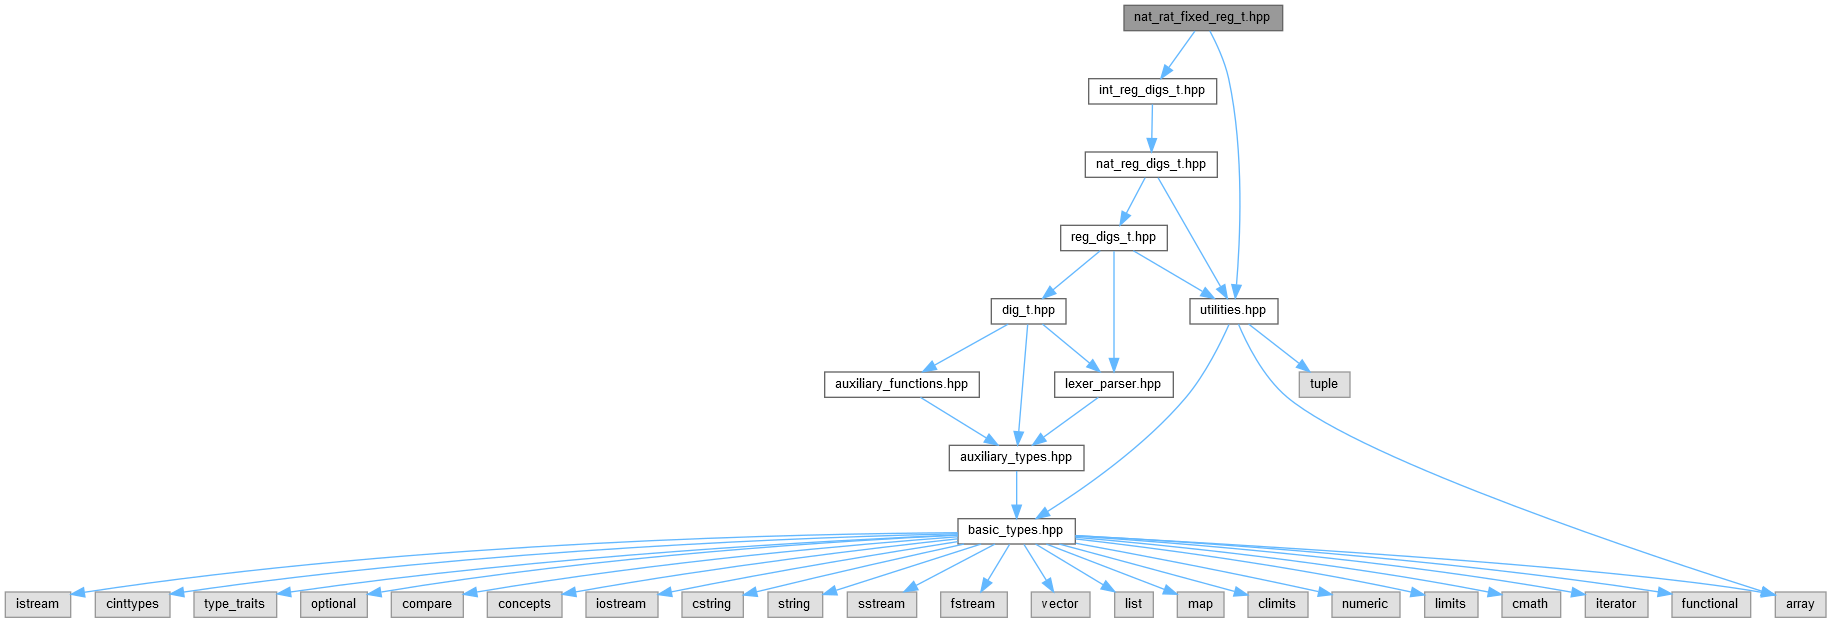 nat_rat_fixed_reg_t.hpp
int_reg_digs_t.hpp
nat_reg_digs_t.hpp
reg_digs_t.hpp
dig_t.hpp
utilities.hpp
auxiliary_functions.hpp
lexer_parser.hpp
tuple
auxiliary_types.hpp
basic_types.hpp
istream
cinttypes
type_traits
optional
compare
concepts
iostream
cstring
string
sstream
fstream
vector
list
map
climits
numeric
limits
cmath
iterator
functional
array